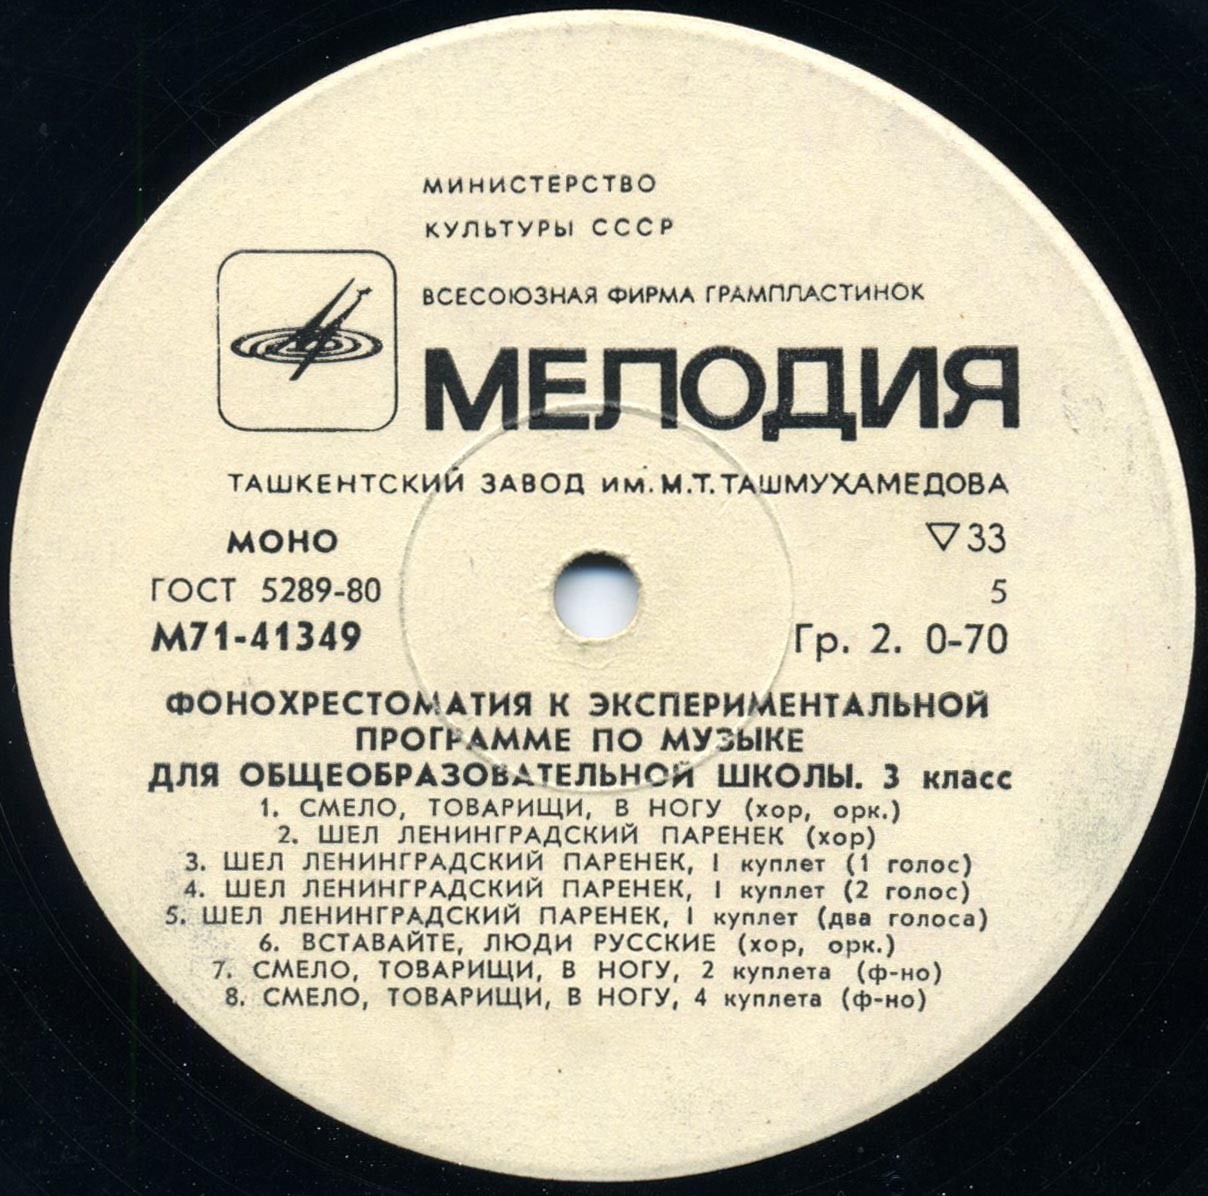 МИНИСТЕРСТВО
КУЛЬТУРЫ СССР
ВСЕСОЮЗНАЯ ФИРМА ГРАМПЛАСТИНОК
МЕЛОДИЯ
ТАШКЕНТСКИЙ ЗАВОД им. М.Т. ТАШМУХАМЕДОВА
МОНО ▽33
ГОСТ 5289-80 5
М71-41349 Гр. 2. 0-70
ФОНОХРЕСТОМАТИЯ К ЭКСПЕРИМЕНТАЛЬНОЙ
ПРОГРАММЕ ПО МУЗЫКЕ
ДЛЯ ОБЩЕОБРАЗОВАТЕЛЬНОЙ ШКОЛЫ. 3 класс
1. СМЕЛО, ТОВАРИЩИ, В НОГУ (хор, орк.)
2. ШЕЛ ЛЕНИНГРАДСКИЙ ПАРЕНЕК (хор)
3. ШЕЛ ЛЕНИНГРАДСКИЙ ПАРЕНЕК, I куплет (1 голос)
4. ШЕЛ ЛЕНИНГРАДСКИЙ ПАРЕНЕК, I куплет (2 голос)
5. ШЕЛ ЛЕНИНГРАДСКИЙ ПАРЕНЕК, I куплет (два голоса)
6. ВСТАВАЙТЕ, ЛЮДИ РУССКИЕ (хор, орк.)
7. СМЕЛО, ТОВАРИЩИ, В НОГУ, 2 куплета (ф-но)
8. СМЕЛО, ТОВАРИЩИ, В НОГУ, 4 куплета (ф-но)